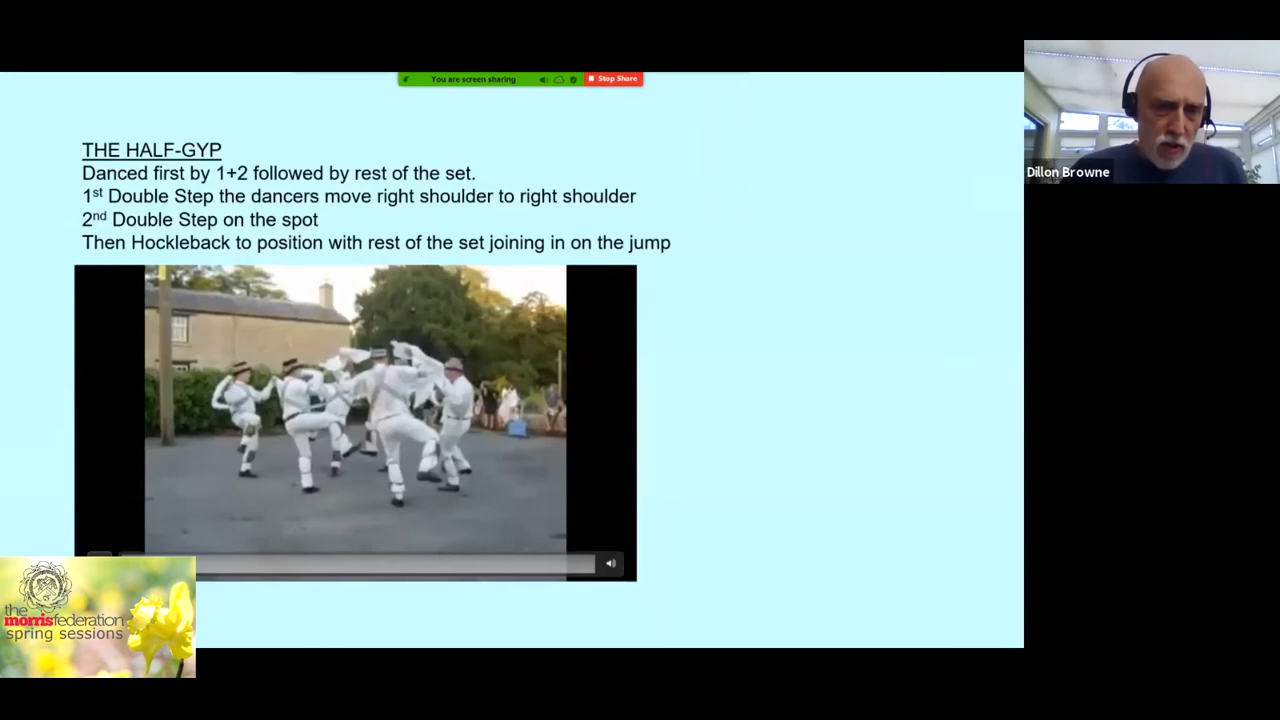 You are screen sharing
Stop Share
THE HALF-GYP
Danced first by 1+2 followed by rest of the set.
1st Double Step the dancers move right shoulder to right shoulder
2nd Double Step on the spot
Then Hockleback to position with rest of the set joining in on the jump
Dillon Browne
the
morrisfederation
spring sessions